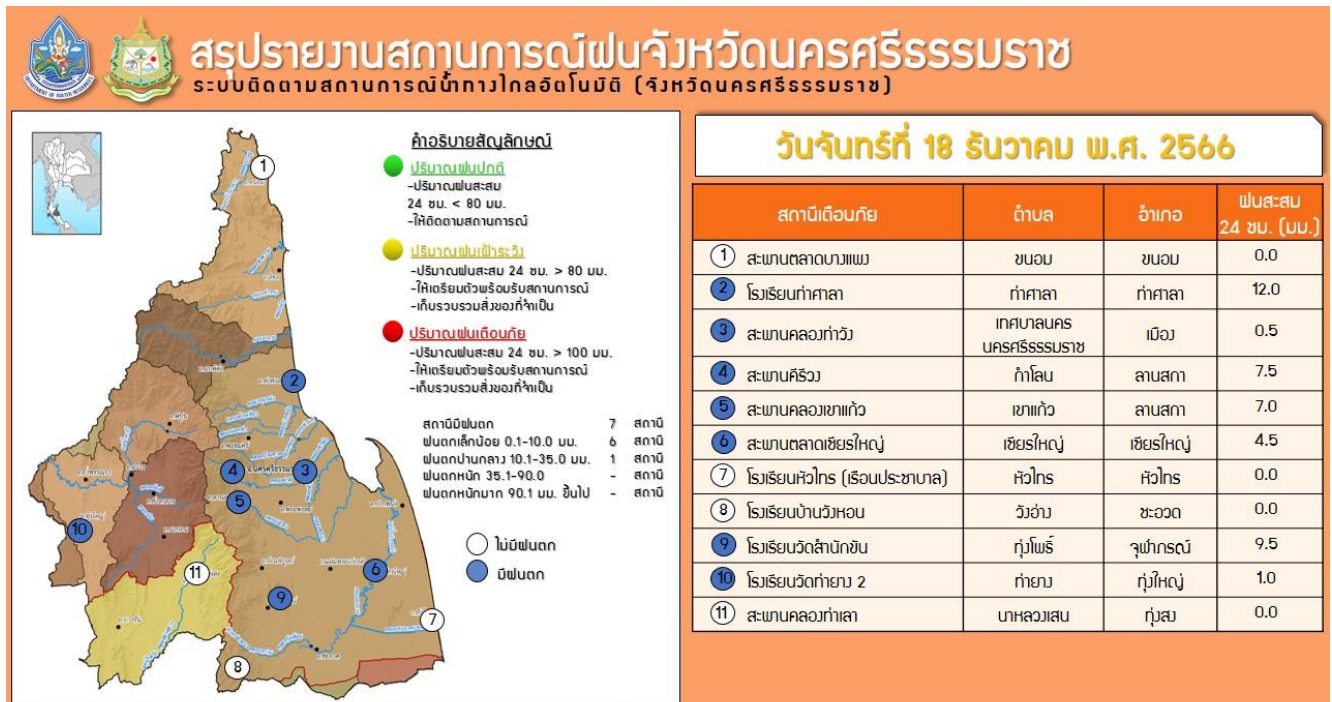 สรุปรายงานสถานการณ์ฝนจังหวัดนครศรีธรรมราช
ระบบติดตามสถานการณ์น้ำทางไกลอัตโนมัติ (จังหวัดนครศรีธรรมราช)
คำอธิบายสัญลักษณ์
ปริมาณฝนปกติ
-ปริมาณฝนสะสม
24 ชม. < 80 มม.
-ให้ติดตามสถานการณ์
ปริมาณฝนเฝ้าระวัง
-ปริมาณฝนสะสม 24 ชม. > 80 มม.
-ให้เตรียมตัวพร้อมรับสถานการณ์
-เก็บรวบรวมสิ่งของที่จำเป็น
ปริมาณฝนเตือนภัย
-ปริมาณฝนสะสม 24 ชม. > 100 มม.
-ให้เตรียมตัวพร้อมรับสถานการณ์
-เก็บรวบรวมสิ่งของที่จำเป็น
สถานีมีฝนตก 7 สถานี
ฝนตกเล็กน้อย 0.1-10.0 มม. 6 สถานี
ฝนตกปานกลาง 10.1-35.0 มม. 1 สถานี
ฝนตกหนัก 35.1-90.0 - สถานี
ฝนตกหนักมาก 90.1 มม. ขึ้นไป - สถานี
ไม่มีฝนตก
มีฝนตก
1
2
3
4
5
10
6
11
9
7
8
วันจันทร์ที่ 18 ธันวาคม พ.ศ. 2566
สถานีเตือนภัย ตำบล อำเภอ ฝนสะสม
24 ชม. (มม.)
1 สะพานตลาดบางแพง ขนอม ขนอม 0.0
2 โรงเรียนท่าศาลา ท่าศาลา ท่าศาลา 12.0
3 สะพานคลองท่าวัง เทศบาลนคร
นครศรีธรรมราช เมือง 0.5
4 สะพานคีรีวง กำโลน ลานสกา 7.5
5 สะพานคลองเขาแก้ว เขาแก้ว ลานสกา 7.0
6 สะพานตลาดเชียรใหญ่ เชียรใหญ่ เชียรใหญ่ 4.5
7 โรงเรียนหัวไทร (เรือนประชาบาล) หัวไทร หัวไทร 0.0
8 โรงเรียนบ้านวังหอน วังอ่าง ชะอวด 0.0
9 โรงเรียนวัดสำนักขัน ทุ่งโพธิ์ จุฬาภรณ์ 9.5
10 โรงเรียนวัดท่ายาง 2 ท่ายาง ทุ่งใหญ่ 1.0
11 สะพานคลองท่าเลา นาหลวงเสน ทุ่งสง 0.0